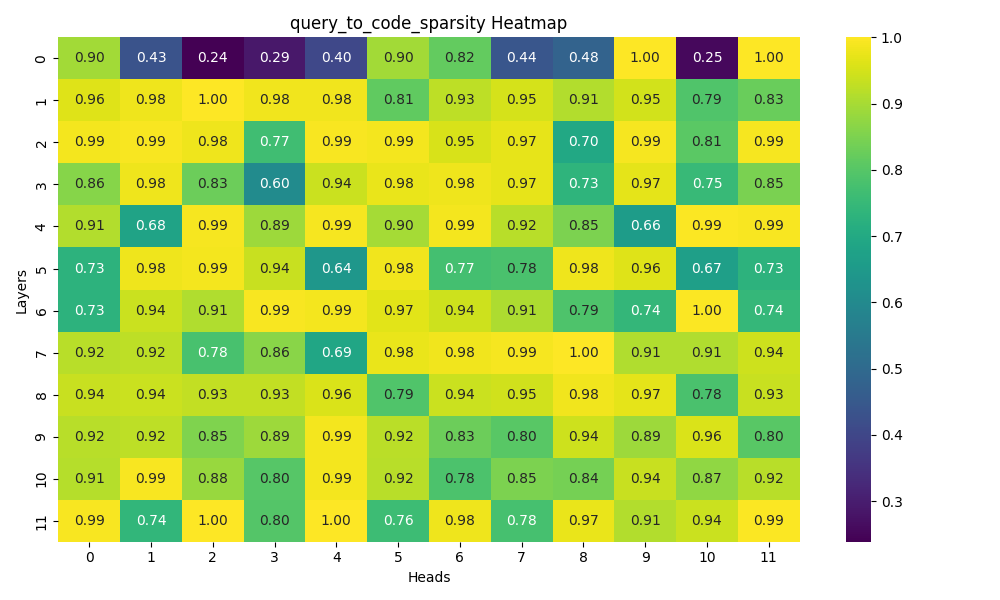 query_to_code_sparsity Heatmap
0 0.90 0.43 0.24 0.29 0.40 0.90 0.82 0.44 0.48 1.00 0.25 1.00
1 0.96 0.98 1.00 0.98 0.98 0.81 0.93 0.95 0.91 0.95 0.79 0.83
2 0.99 0.99 0.98 0.77 0.99 0.99 0.95 0.97 0.70 0.99 0.81 0.99
3 0.86 0.98 0.83 0.60 0.94 0.98 0.98 0.97 0.73 0.97 0.75 0.85
4 0.91 0.68 0.99 0.89 0.99 0.90 0.99 0.92 0.85 0.66 0.99 0.99
5 0.73 0.98 0.99 0.94 0.64 0.98 0.77 0.78 0.98 0.96 0.67 0.73
6 0.73 0.94 0.91 0.99 0.99 0.97 0.94 0.91 0.79 0.74 1.00 0.74
7 0.92 0.92 0.78 0.86 0.69 0.98 0.98 0.99 1.00 0.91 0.91 0.94
8 0.94 0.94 0.93 0.93 0.96 0.79 0.94 0.95 0.98 0.97 0.78 0.93
9 0.92 0.92 0.85 0.89 0.99 0.92 0.83 0.80 0.94 0.89 0.96 0.80
10 0.91 0.99 0.88 0.80 0.99 0.92 0.78 0.85 0.84 0.94 0.87 0.92
11 0.99 0.74 1.00 0.80 1.00 0.76 0.98 0.78 0.97 0.91 0.94 0.99
0 1 2 3 4 5 6 7 8 9 10 11
Heads
Layers
1.0
0.9
0.8
0.7
0.6
0.5
0.4
0.3